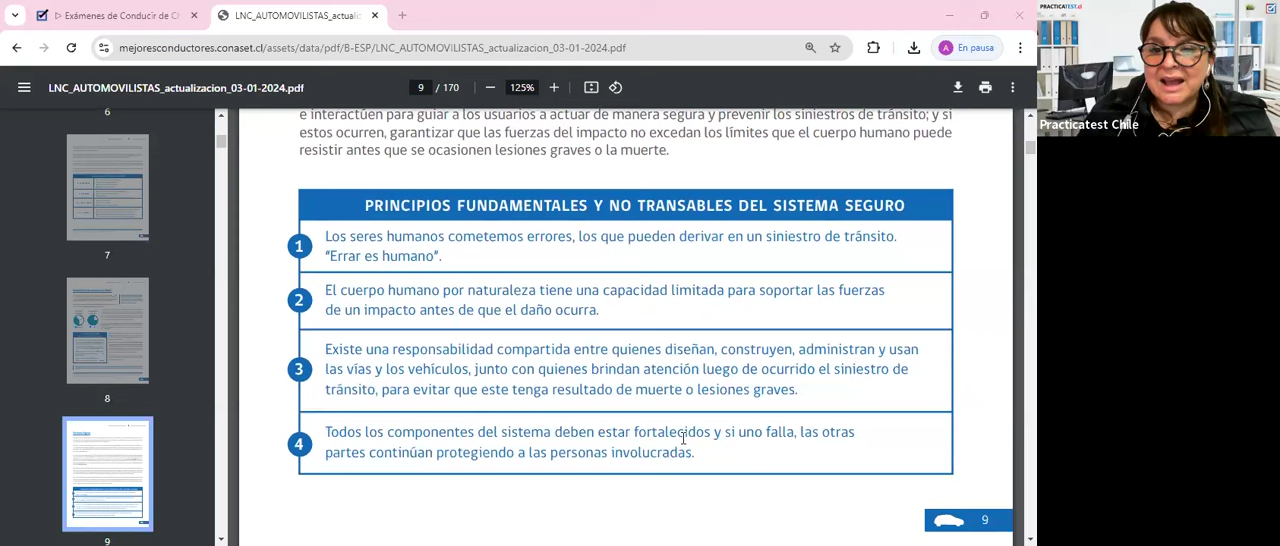 Exámenes de Conducir de C
LNC_AUTOMOVILISTAS_actualiz
mejoresconductores.conaset.cl/assets/data/pdf/B-ESP/LNC_AUTOMOVILISTAS_actualizacion_03-01-2024.pdf
A En pausa
LNC_AUTOMOVILISTAS_actualizacion_03-01-2024.pdf
9 / 170
125%
PRACTICATEST.cl
Practicatest Chile
6
7
8
9
e interactúen para guiar a los usuarios a actuar de manera segura y prevenir los siniestros de tránsito; y si
estos ocurren, garantizar que las fuerzas del impacto no excedan los límites que el cuerpo humano puede
resistir antes que se ocasionen lesiones graves o la muerte.
PRINCIPIOS FUNDAMENTALES Y NO TRANSABLES DEL SISTEMA SEGURO
1 Los seres humanos cometemos errores, los que pueden derivar en un siniestro de tránsito.
“Errar es humano”.
2 El cuerpo humano por naturaleza tiene una capacidad limitada para soportar las fuerzas
de un impacto antes de que el daño ocurra.
3 Existe una responsabilidad compartida entre quienes diseñan, construyen, administran y usan
las vías y los vehículos, junto con quienes brindan atención luego de ocurrido el siniestro de
tránsito, para evitar que este tenga resultado de muerte o lesiones graves.
4 Todos los componentes del sistema deben estar fortalecidos y si uno falla, las otras
partes continúan protegiendo a las personas involucradas.
9